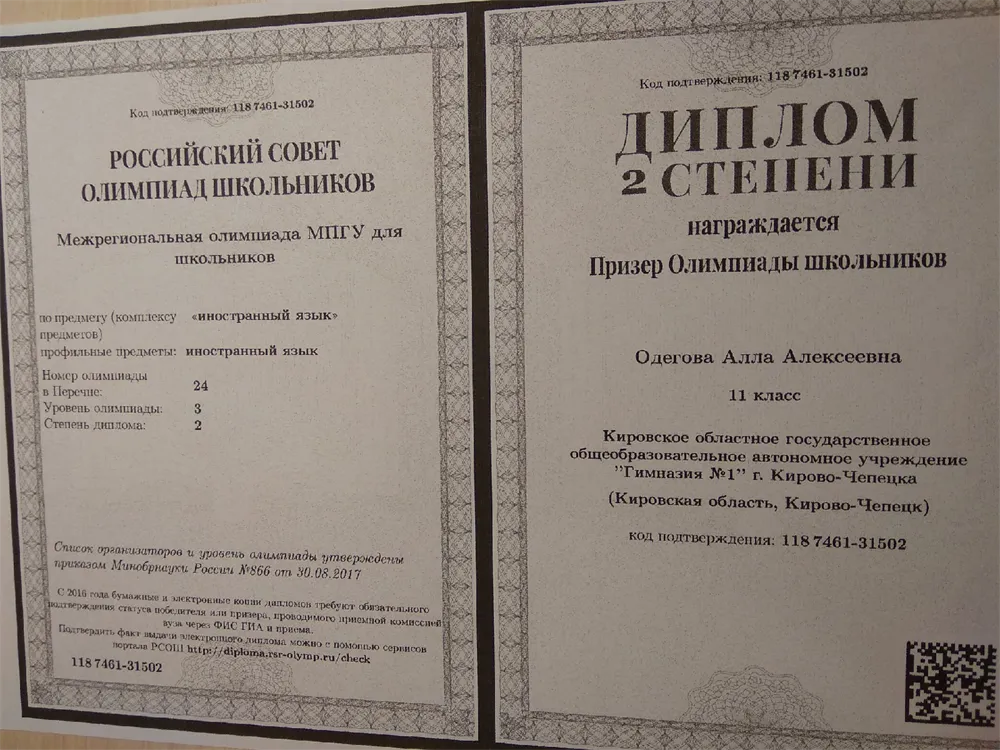 Код подтверждения: 118 7461-31502
РОССИЙСКИЙ СОВЕТ
ОЛИМПИАД ШКОЛЬНИКОВ
Межрегиональная олимпиада МПГУ для
школьников
по предмету (комплексу «иностранный язык»
предметов)
профильные предметы: иностранный язык
Номер олимпиады
в Перечне: 24
Уровень олимпиады: 3
Степень диплома: 2
Список организаторов и уровень олимпиады утверждены
приказом Минобрнауки России №866 от 30.08.2017
С 2016 года бумажные и электронные копии дипломов требуют обязательного
подтверждения статуса победителя или призера, проводимого приемной комиссией
вуза через ФИС ГИА и приема.
Подтвердить факт выдачи электронного диплома можно с помощью сервисов
портала РСОШ http://diploma.rsr-olymp.ru/check
118 7461-31502
Код подтверждения: 118 7461-31502
ДИПЛОМ
2 СТЕПЕНИ
награждается
Призер Олимпиады школьников
Одегова Алла Алексеевна
11 класс
Кировское областное государственное
общеобразовательное автономное учреждение
"Гимназия №1" г. Кирово-Чепецка
(Кировская область, Кирово-Чепецк)
код подтверждения: 118 7461-31502